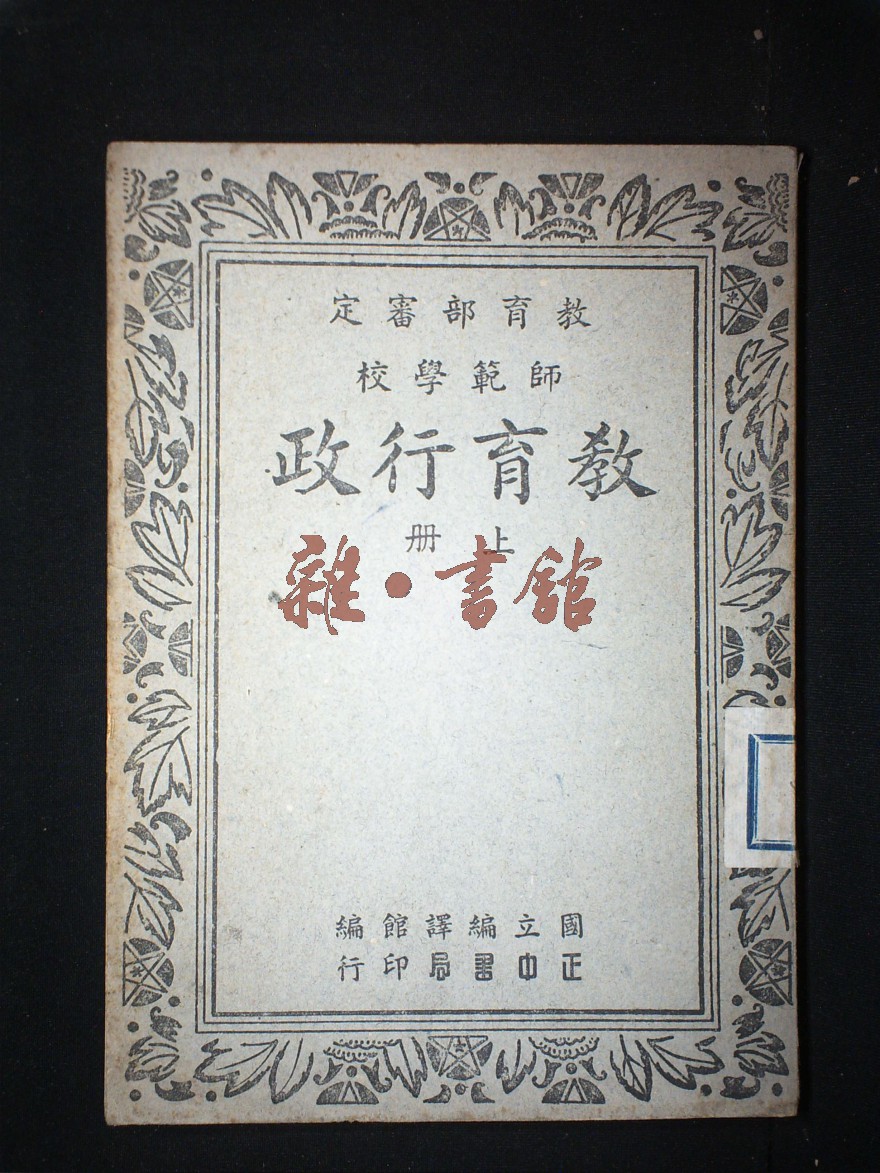 教育部審定
師範學校
教育行政
上册
雜·書館
國立編譯館編
正中書局印行